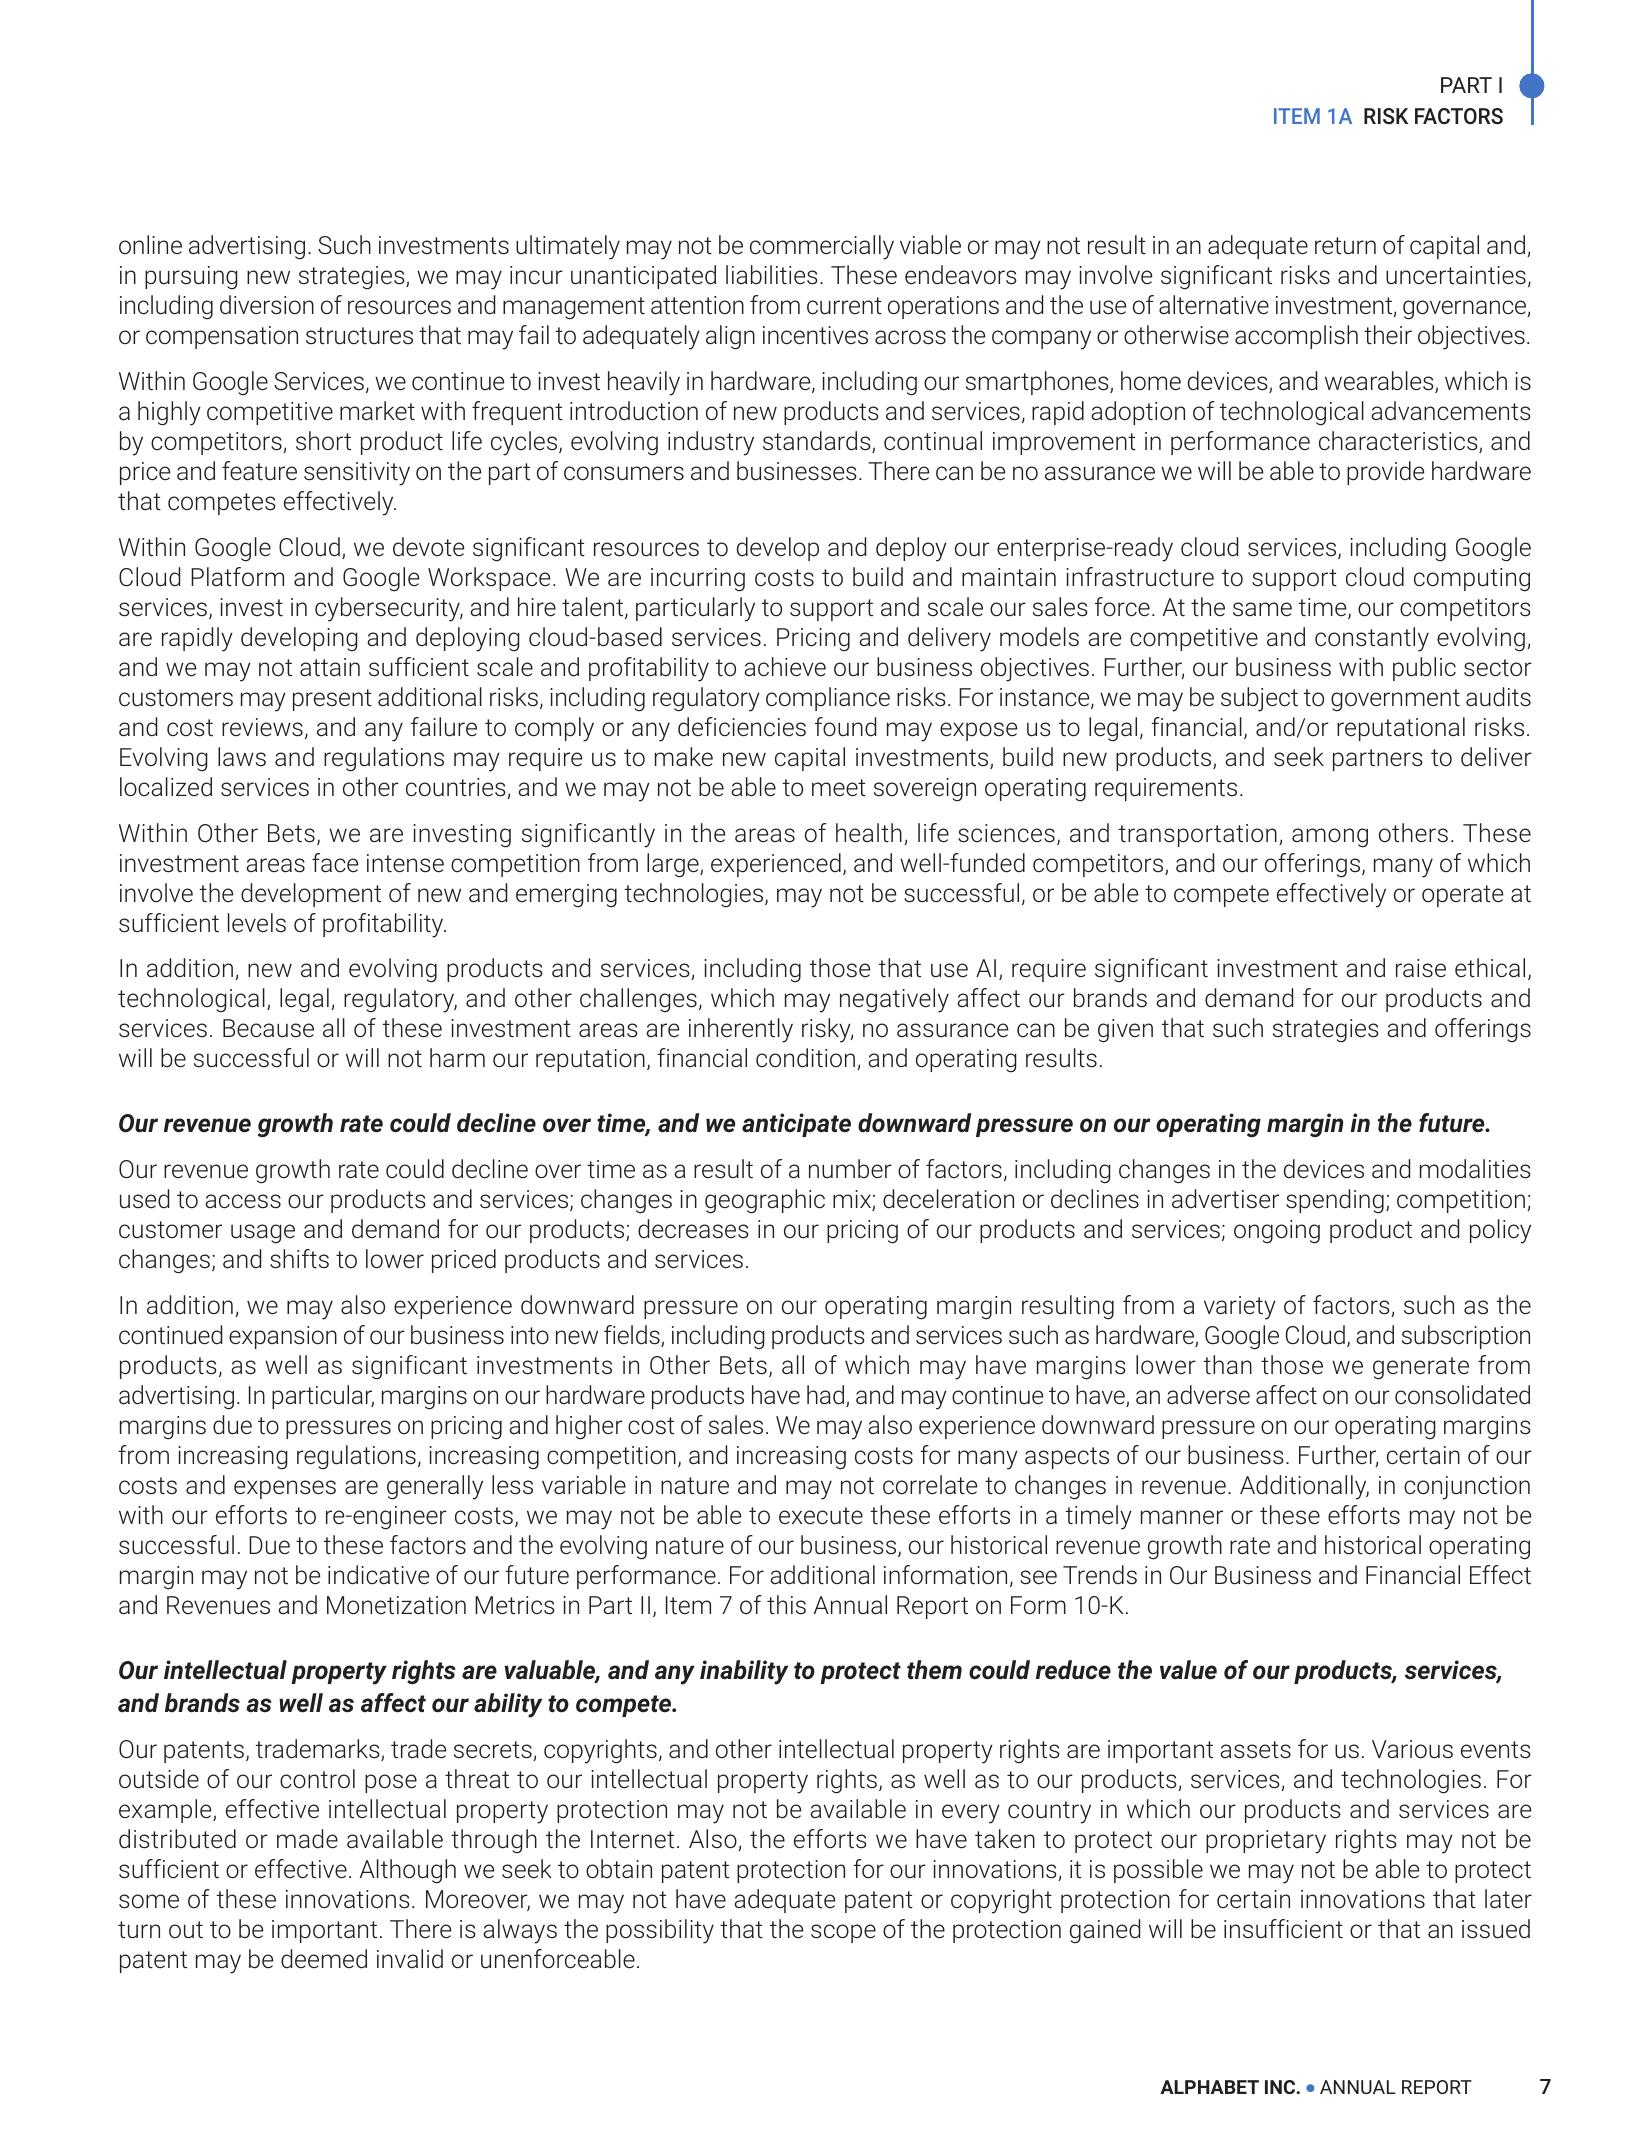 PART I
ITEM 1A RISK FACTORS
online advertising. Such investments ultimately may not be commercially viable or may not result in an adequate return of capital and,
in pursuing new strategies, we may incur unanticipated liabilities. These endeavors may involve significant risks and uncertainties,
including diversion of resources and management attention from current operations and the use of alternative investment, governance,
or compensation structures that may fail to adequately align incentives across the company or otherwise accomplish their objectives.
Within Google Services, we continue to invest heavily in hardware, including our smartphones, home devices, and wearables, which is
a highly competitive market with frequent introduction of new products and services, rapid adoption of technological advancements
by competitors, short product life cycles, evolving industry standards, continual improvement in performance characteristics, and
price and feature sensitivity on the part of consumers and businesses. There can be no assurance we will be able to provide hardware
that competes effectively.
Within Google Cloud, we devote significant resources to develop and deploy our enterprise-ready cloud services, including Google
Cloud Platform and Google Workspace. We are incurring costs to build and maintain infrastructure to support cloud computing
services, invest in cybersecurity, and hire talent, particularly to support and scale our sales force. At the same time, our competitors
are rapidly developing and deploying cloud-based services. Pricing and delivery models are competitive and constantly evolving,
and we may not attain sufficient scale and profitability to achieve our business objectives. Further, our business with public sector
customers may present additional risks, including regulatory compliance risks. For instance, we may be subject to government audits
and cost reviews, and any failure to comply or any deficiencies found may expose us to legal, financial, and/or reputational risks.
Evolving laws and regulations may require us to make new capital investments, build new products, and seek partners to deliver
localized services in other countries, and we may not be able to meet sovereign operating requirements.
Within Other Bets, we are investing significantly in the areas of health, life sciences, and transportation, among others. These
investment areas face intense competition from large, experienced, and well-funded competitors, and our offerings, many of which
involve the development of new and emerging technologies, may not be successful, or be able to compete effectively or operate at
sufficient levels of profitability.
In addition, new and evolving products and services, including those that use AI, require significant investment and raise ethical,
technological, legal, regulatory, and other challenges, which may negatively affect our brands and demand for our products and
services. Because all of these investment areas are inherently risky, no assurance can be given that such strategies and offerings
will be successful or will not harm our reputation, financial condition, and operating results.
Our revenue growth rate could decline over time, and we anticipate downward pressure on our operating margin in the future.
Our revenue growth rate could decline over time as a result of a number of factors, including changes in the devices and modalities
used to access our products and services; changes in geographic mix; deceleration or declines in advertiser spending; competition;
customer usage and demand for our products; decreases in our pricing of our products and services; ongoing product and policy
changes; and shifts to lower priced products and services.
In addition, we may also experience downward pressure on our operating margin resulting from a variety of factors, such as the
continued expansion of our business into new fields, including products and services such as hardware, Google Cloud, and subscription
products, as well as significant investments in Other Bets, all of which may have margins lower than those we generate from
advertising. In particular, margins on our hardware products have had, and may continue to have, an adverse affect on our consolidated
margins due to pressures on pricing and higher cost of sales. We may also experience downward pressure on our operating margins
from increasing regulations, increasing competition, and increasing costs for many aspects of our business. Further, certain of our
costs and expenses are generally less variable in nature and may not correlate to changes in revenue. Additionally, in conjunction
with our efforts to re-engineer costs, we may not be able to execute these efforts in a timely manner or these efforts may not be
successful. Due to these factors and the evolving nature of our business, our historical revenue growth rate and historical operating
margin may not be indicative of our future performance. For additional information, see Trends in Our Business and Financial Effect
and Revenues and Monetization Metrics in Part II, Item 7 of this Annual Report on Form 10-K.
Our intellectual property rights are valuable, and any inability to protect them could reduce the value of our products, services,
and brands as well as affect our ability to compete.
Our patents, trademarks, trade secrets, copyrights, and other intellectual property rights are important assets for us. Various events
outside of our control pose a threat to our intellectual property rights, as well as to our products, services, and technologies. For
example, effective intellectual property protection may not be available in every country in which our products and services are
distributed or made available through the Internet. Also, the efforts we have taken to protect our proprietary rights may not be
sufficient or effective. Although we seek to obtain patent protection for our innovations, it is possible we may not be able to protect
some of these innovations. Moreover, we may not have adequate patent or copyright protection for certain innovations that later
turn out to be important. There is always the possibility that the scope of the protection gained will be insufficient or that an issued
patent may be deemed invalid or unenforceable.
ALPHABET INC. • ANNUAL REPORT 7